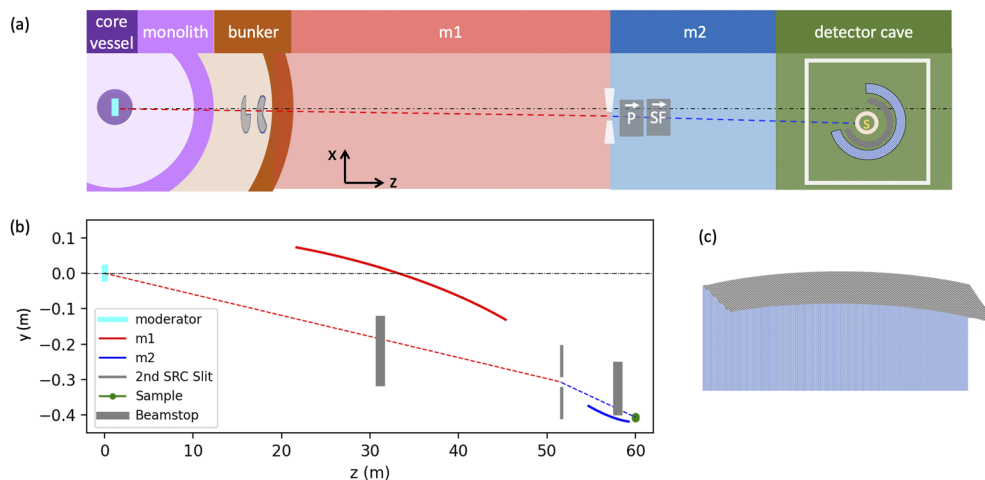 (a)
core vessel
monolith
bunker
m1
m2
detector cave
P
SF
S
x
z
(b)
0.1
0.0
−0.1
−0.2
−0.3
−0.4
y (m)
moderator
m1
m2
2nd SRC Slit
Sample
Beamstop
0
10
20
30
40
50
60
z (m)
(c)